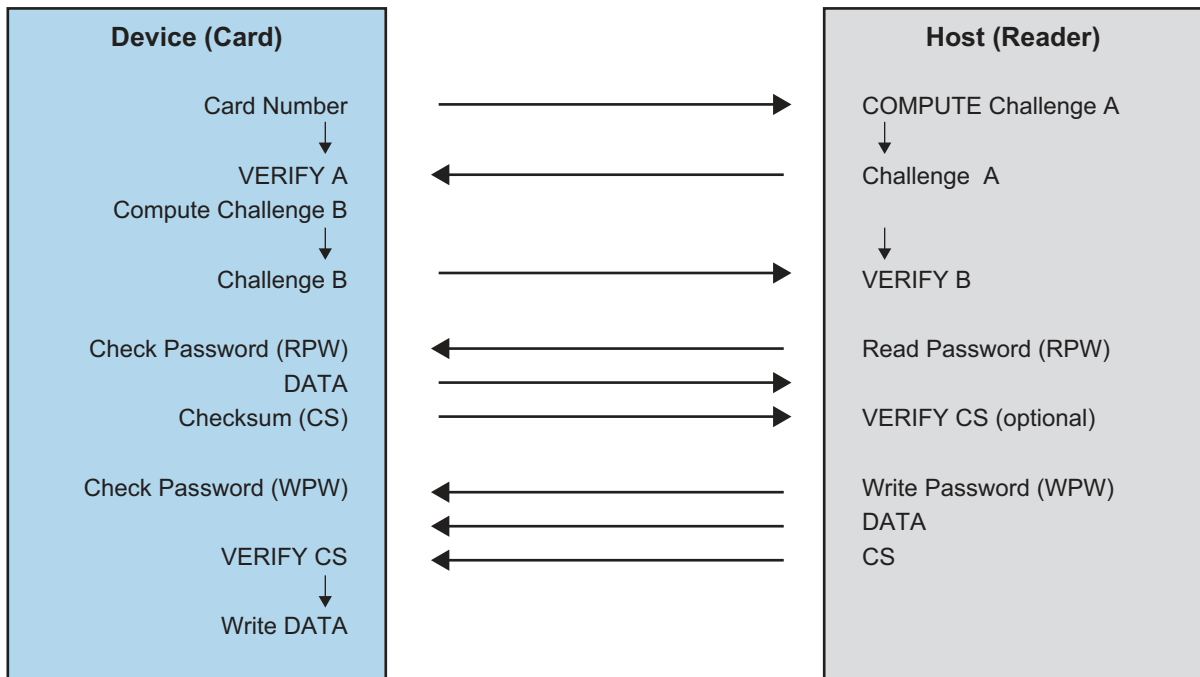 Device (Card)
Host (Reader)
Card Number
COMPUTE Challenge A
VERIFY A
Challenge A
Compute Challenge B
Challenge B
VERIFY B
Check Password (RPW)
Read Password (RPW)
DATA
Checksum (CS)
VERIFY CS (optional)
Check Password (WPW)
Write Password (WPW)
DATA
VERIFY CS
CS
Write DATA